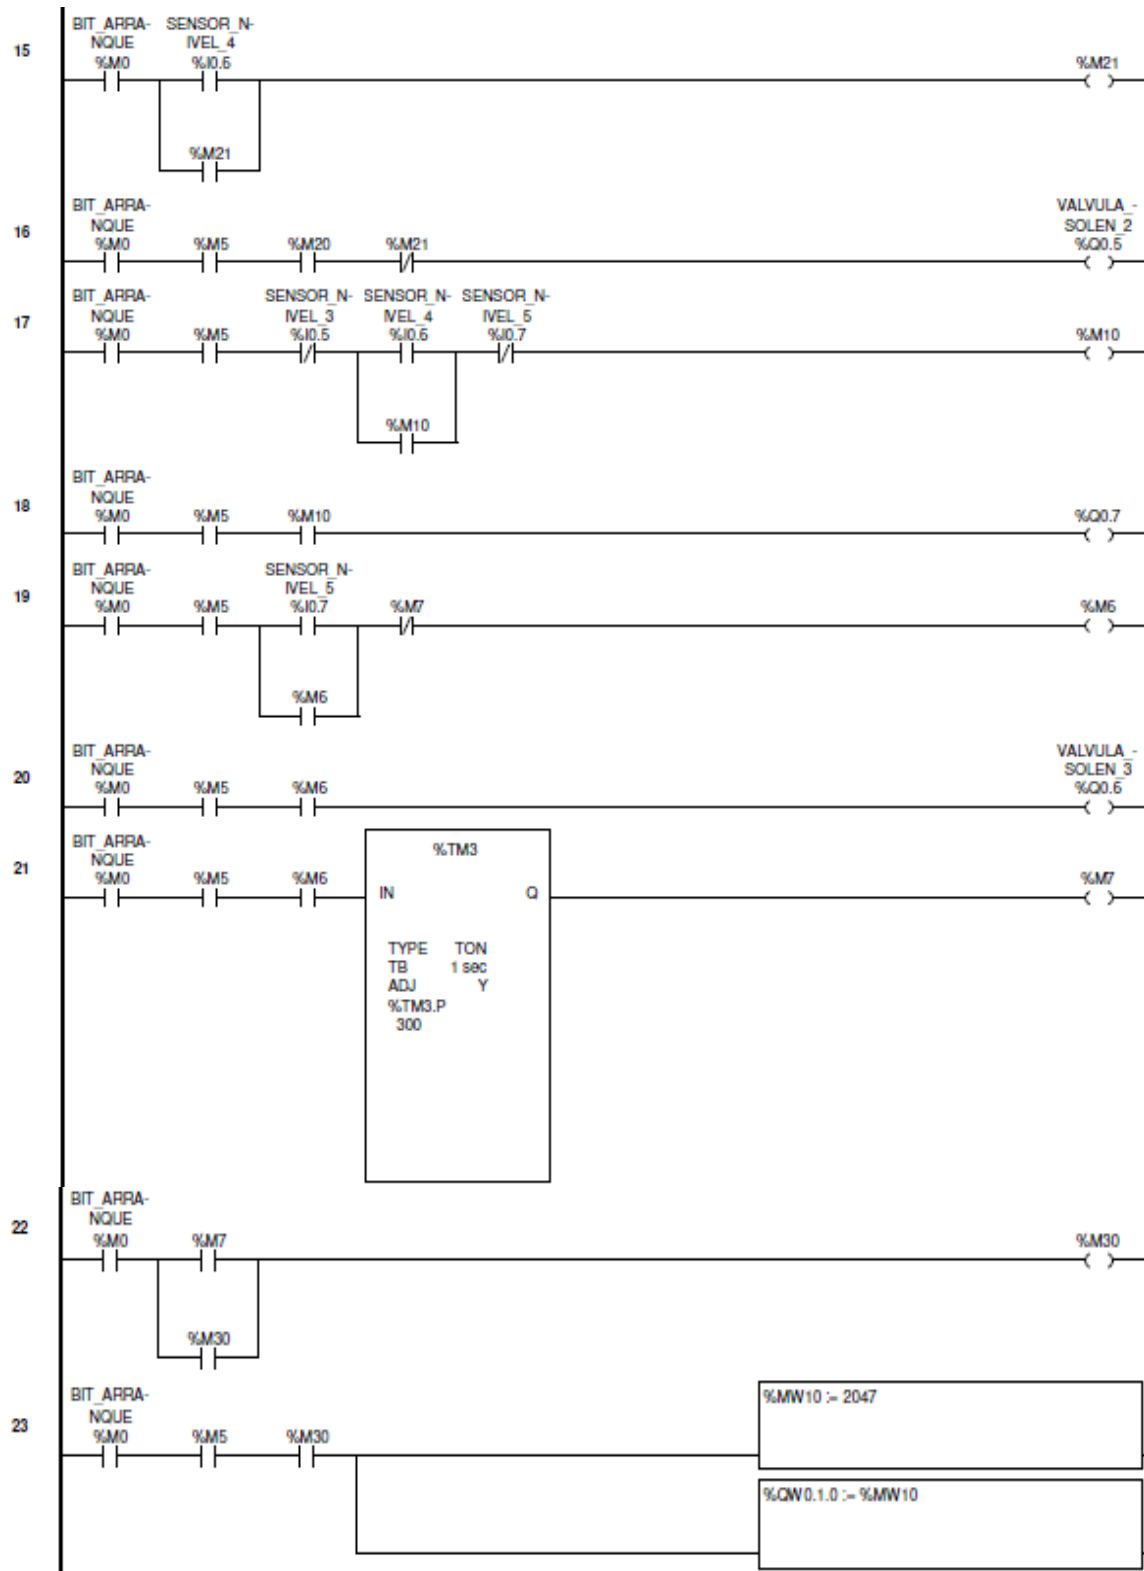 BIT_ARRA- SENSOR_N-
NQUE IVEL_4
15
%M0 %I0.6 %M21
%M21
BIT_ARRA- VALVULA_-
NQUE SOLEN_2
16
%M0 %M5 %M20 %M21 %Q0.5
BIT_ARRA- SENSOR_N- SENSOR_N- SENSOR_N-
NQUE IVEL_3 IVEL_4 IVEL_5
17
%M0 %M5 %I0.5 %I0.6 %I0.7 %M10
%M10
BIT_ARRA-
NQUE
18
%M0 %M5 %M10 %Q0.7
BIT_ARRA- SENSOR_N-
NQUE IVEL_5
19
%M0 %M5 %I0.7 %M7 %M6
%M6
BIT_ARRA- VALVULA_-
NQUE SOLEN_3
20
%M0 %M5 %M6 %Q0.6
BIT_ARRA-
NQUE
21
%M0 %M5 %M6 %M7
%TM3
IN Q
TYPE TON
TB 1 sec
ADJ Y
%TM3.P
300
BIT_ARRA-
NQUE
22
%M0 %M7 %M30
%M30
BIT_ARRA-
NQUE
23
%M0 %M5 %M30
%MW10 := 2047
%QW0.1.0 := %MW10